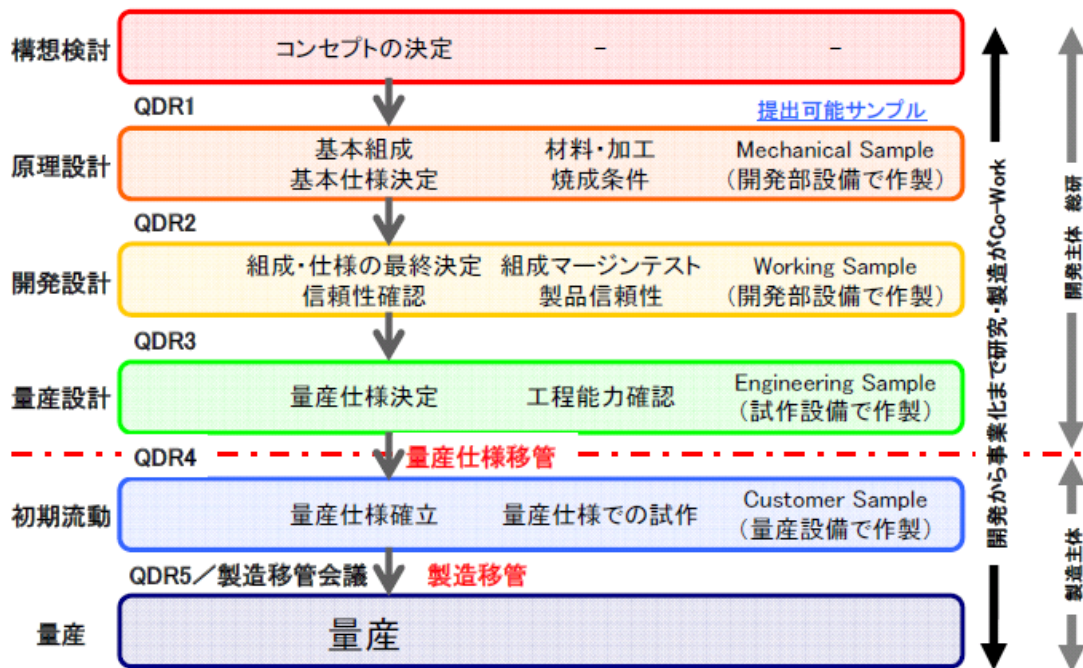 構想検討
コンセプトの決定 － －
QDR1
提出可能サンプル
原理設計
基本組成 材料・加工 Mechanical Sample
基本仕様決定 焼成条件 （開発部設備で作製）
QDR2
開発設計
組成・仕様の最終決定 組成マージンテスト Working Sample
信頼性確認 製品信頼性 （開発部設備で作製）
QDR3
量産設計
量産仕様決定 工程能力確認 Engineering Sample
（試作設備で作製）
QDR4 量産仕様移管
初期流動
量産仕様確立 量産仕様での試作 Customer Sample
（量産設備で作製）
QDR5／製造移管会議 製造移管
量産
量産
開発から事業化まで研究・製造がCo-Work
開発主体 総研
製造主体